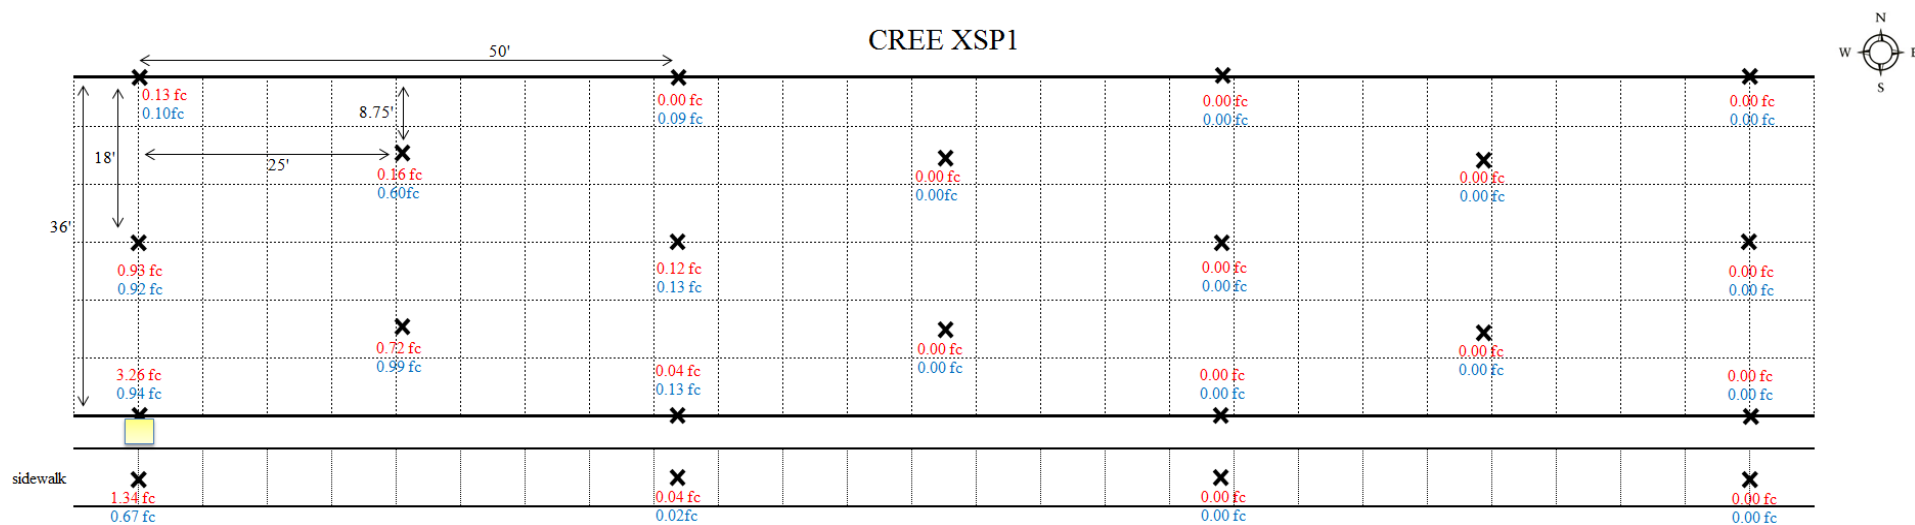 CREE XSP1
N
W
E
S
50'
0.13 fc
0.10fc
0.00 fc
0.09 fc
0.00 fc
0.00 fc
0.00 fc
0.00 fc
8.75'
18'
25'
0.16 fc
0.60fc
0.00 fc
0.00fc
0.00 fc
0.00 fc
36'
0.93 fc
0.92 fc
0.12 fc
0.13 fc
0.00 fc
0.00 fc
0.00 fc
0.00 fc
0.72 fc
0.99 fc
0.00 fc
0.00 fc
0.00 fc
0.00 fc
3.26 fc
0.94 fc
0.04 fc
0.13 fc
0.00 fc
0.00 fc
0.00 fc
0.00 fc
sidewalk
1.34 fc
0.67 fc
0.04 fc
0.02fc
0.00 fc
0.00 fc
0.00 fc
0.00 fc